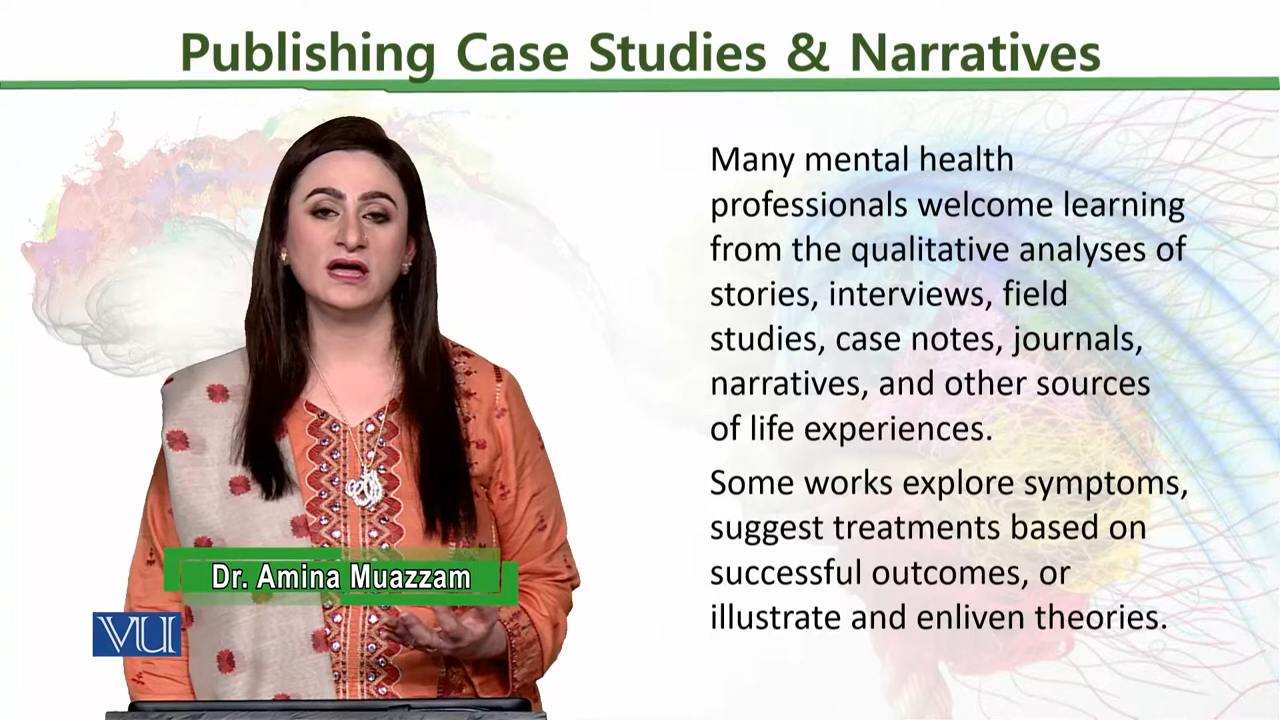 Publishing Case Studies & Narratives
Many mental health
professionals welcome learning
from the qualitative analyses of
stories, interviews, field
studies, case notes, journals,
narratives, and other sources
of life experiences.
Some works explore symptoms,
suggest treatments based on
successful outcomes, or
illustrate and enliven theories.
Dr. Amina Muazzam
VU